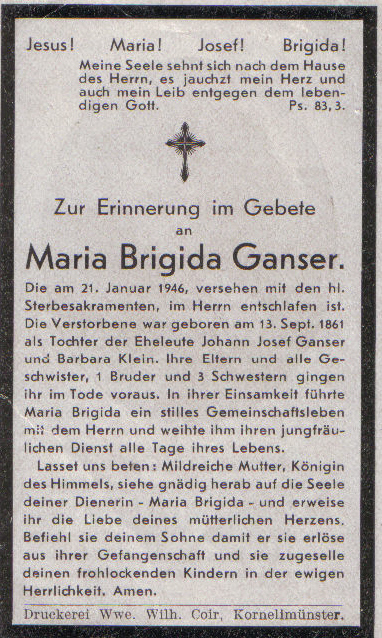 Jesus! Maria! Josef! Brigida!
Meine Seele sehnt sich nach dem Hause
des Herrn, es jauchzt mein Herz und
auch mein Leib entgegen dem leben-
digen Gott. Ps. 83,3.
Zur Erinnerung im Gebete
an
Maria Brigida Ganser.
Die am 21. Januar 1946, versehen mit den hl.
Sterbesakramenten, im Herrn entschlafen ist.
Die Verstorbene war geboren am 13. Sept. 1861
als Tochter der Eheleute Johann Josef Ganser
und Barbara Klein. Ihre Eltern und alle Ge-
schwister, 1 Bruder und 3 Schwestern gingen
ihr im Tode voraus. In ihrer Einsamkeit führte
Maria Brigida ein stilles Gemeinschaftsleben
mit dem Herrn und weihte ihm ihren jungfräu-
lichen Dienst alle Tage ihres Lebens.
Lasset uns beten: Mildreiche Mutter, Königin
des Himmels, siehe gnädig herab auf die Seele
deiner Dienerin - Maria Brigida - und erweise
ihr die Liebe deines mütterlichen Herzens.
Befiehl sie deinem Sohne damit er sie erlöse
aus ihrer Gefangenschaft und sie zugeselle
deinen frohlockenden Kindern in der ewigen
Herrlichkeit. Amen.
Druckerei Wwe. Wilh. Coir, Kornelimünster.